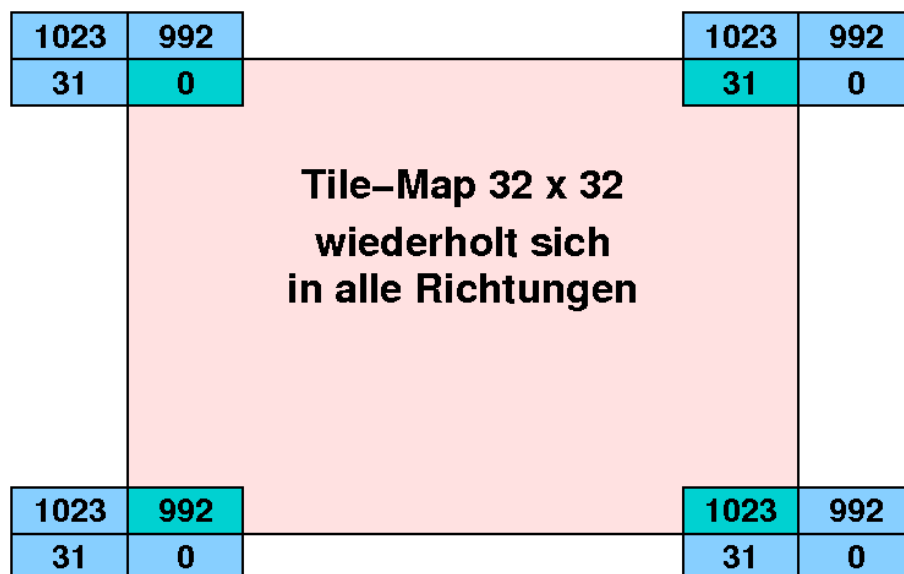 1023 992 1023 992
31 0 31 0
Tile-Map 32 x 32
wiederholt sich
in alle Richtungen
1023 992 1023 992
31 0 31 0